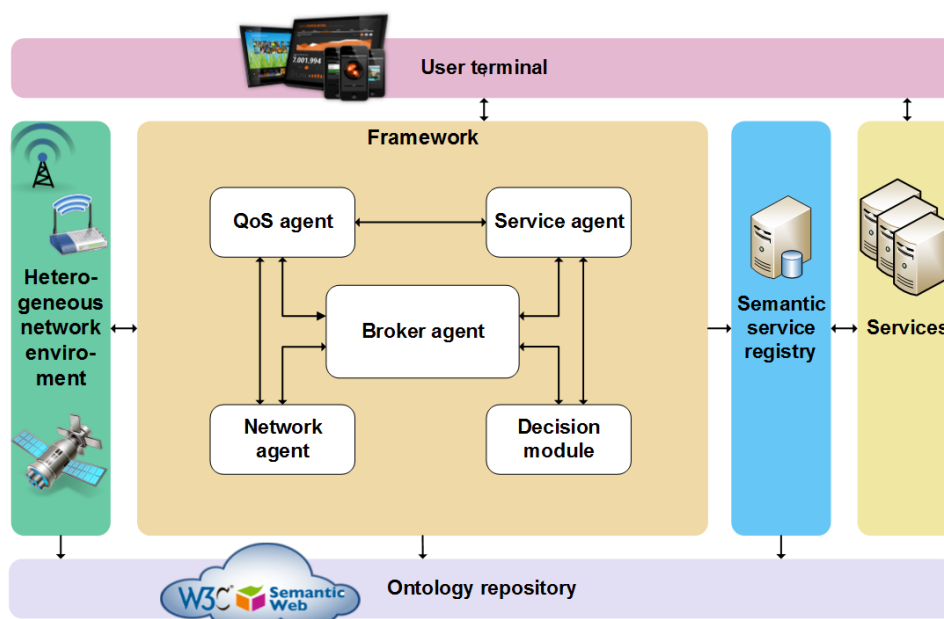 User terminal
7.001.994
Framework
QoS agent
Service agent
Broker agent
Network
agent
Decision
module
Hetero-
geneous
network
enviro-
ment
Semantic
service
registry
Services
Ontology repository
W3C
Semantic
Web